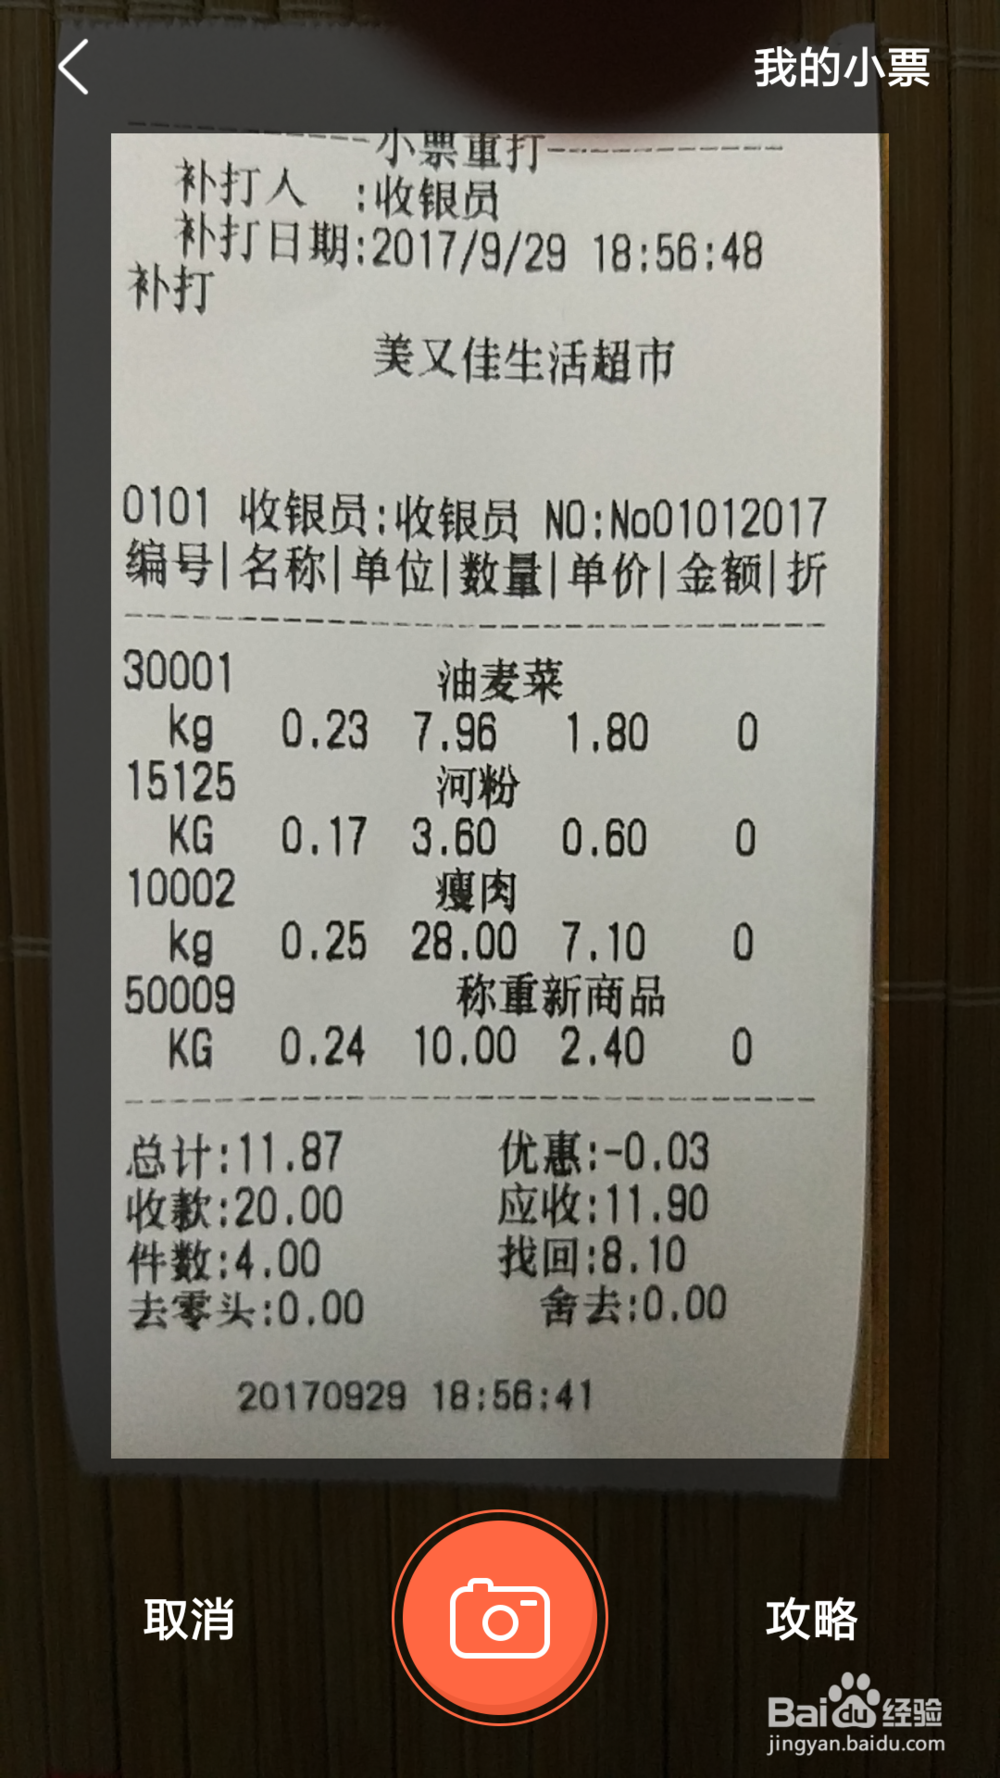 我的小票
小票重打
补打人 :收银员
补打日期:2017/9/29 18:56:48
补打
美又佳生活超市
0101 收银员:收银员 NO:No01012017
编号|名称|单位|数量|单价|金额|折
30001 油麦菜
kg 0.23 7.96 1.80 0
15125 河粉
KG 0.17 3.60 0.60 0
10002 瘦肉
kg 0.25 28.00 7.10 0
50009 称重新商品
KG 0.24 10.00 2.40 0
总计:11.87 优惠:-0.03
收款:20.00 应收:11.90
件数:4.00 找回:8.10
去零头:0.00 舍去:0.00
20170929 18:56:41
取消 攻略
Bai du 经验
jingyan.baidu.com